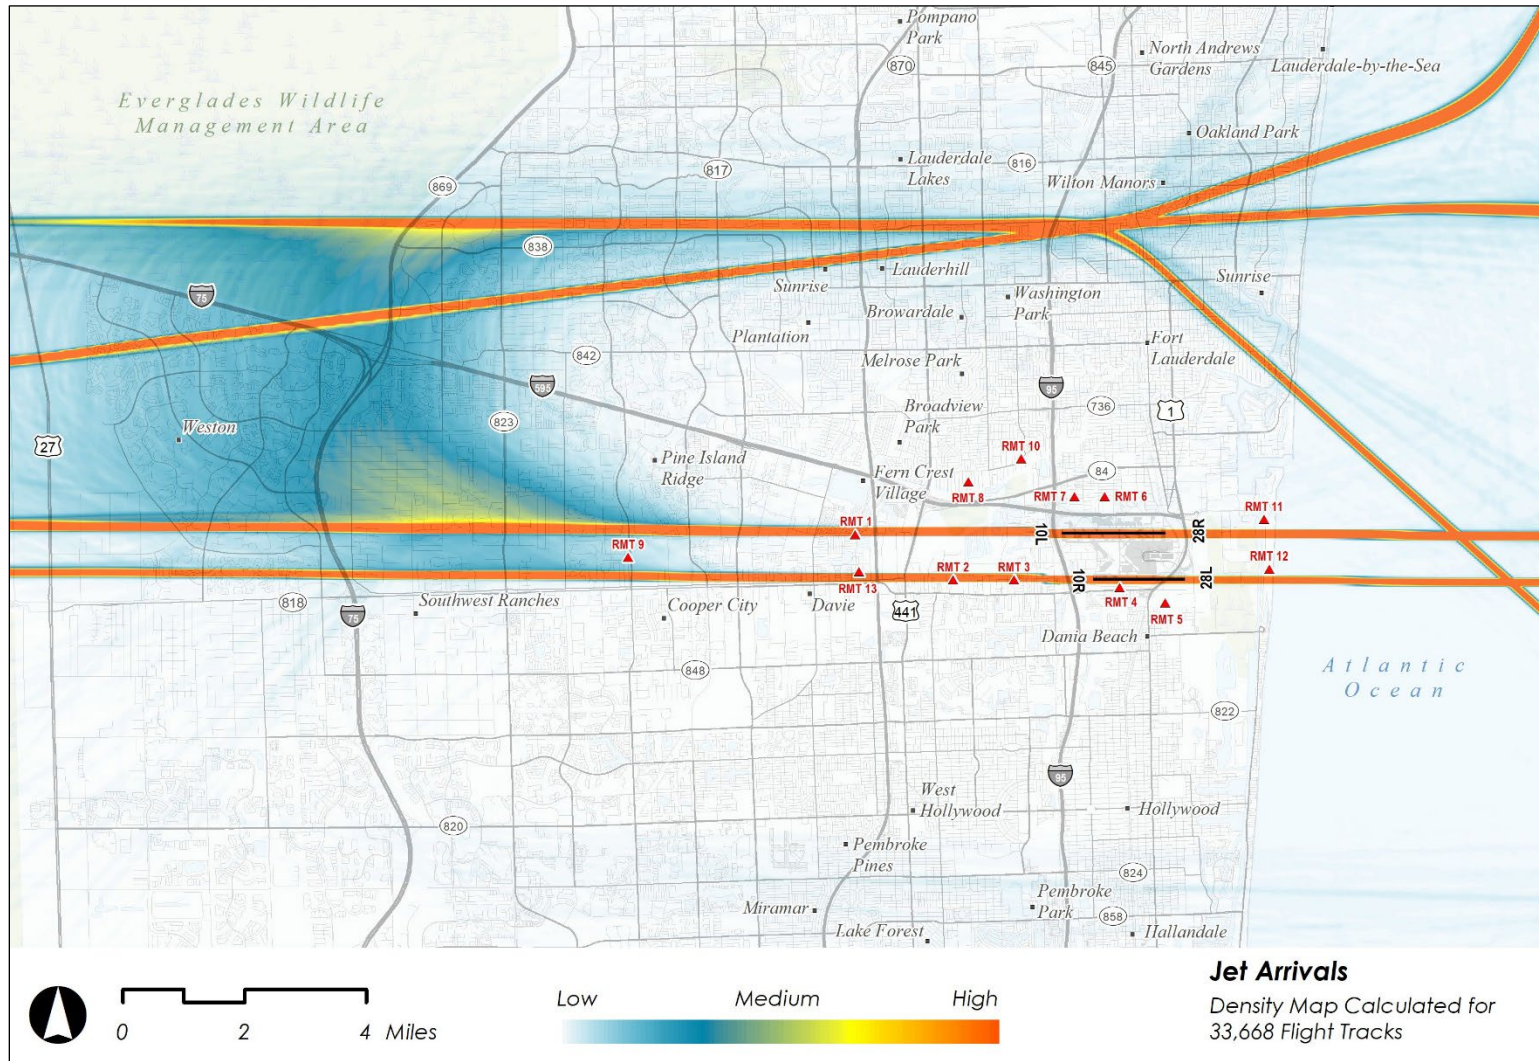 Pompano
Park
870
845
North Andrews
Gardens
Lauderdale-by-the-Sea
Everglades Wildlife
Management Area
Oakland Park
Lauderdale
Lakes
816
817
Wilton Manors
869
838
Lauderhill
Sunrise
Sunrise
75
Washington
Park
Browardale
Plantation
Fort
Lauderdale
842
Melrose Park
595
95
736
1
823
Broadview
Park
Weston
27
Pine Island
Ridge
RMT 10
84
Fern Crest
Village
RMT 8
RMT 7
RMT 6
RMT 1
RMT 11
10L
28R
RMT 9
RMT 12
RMT 2
RMT 3
10R
28L
RMT 13
RMT 4
818
Southwest Ranches
75
Cooper City
Davie
441
RMT 5
Dania Beach
848
Atlantic
Ocean
822
95
West
Hollywood
Hollywood
820
Pembroke
Pines
824
Miramar
Pembroke
Park
858
Lake Forest
Hallandale
0 2 4 Miles
Low Medium High
Jet Arrivals
Density Map Calculated for
33,668 Flight Tracks